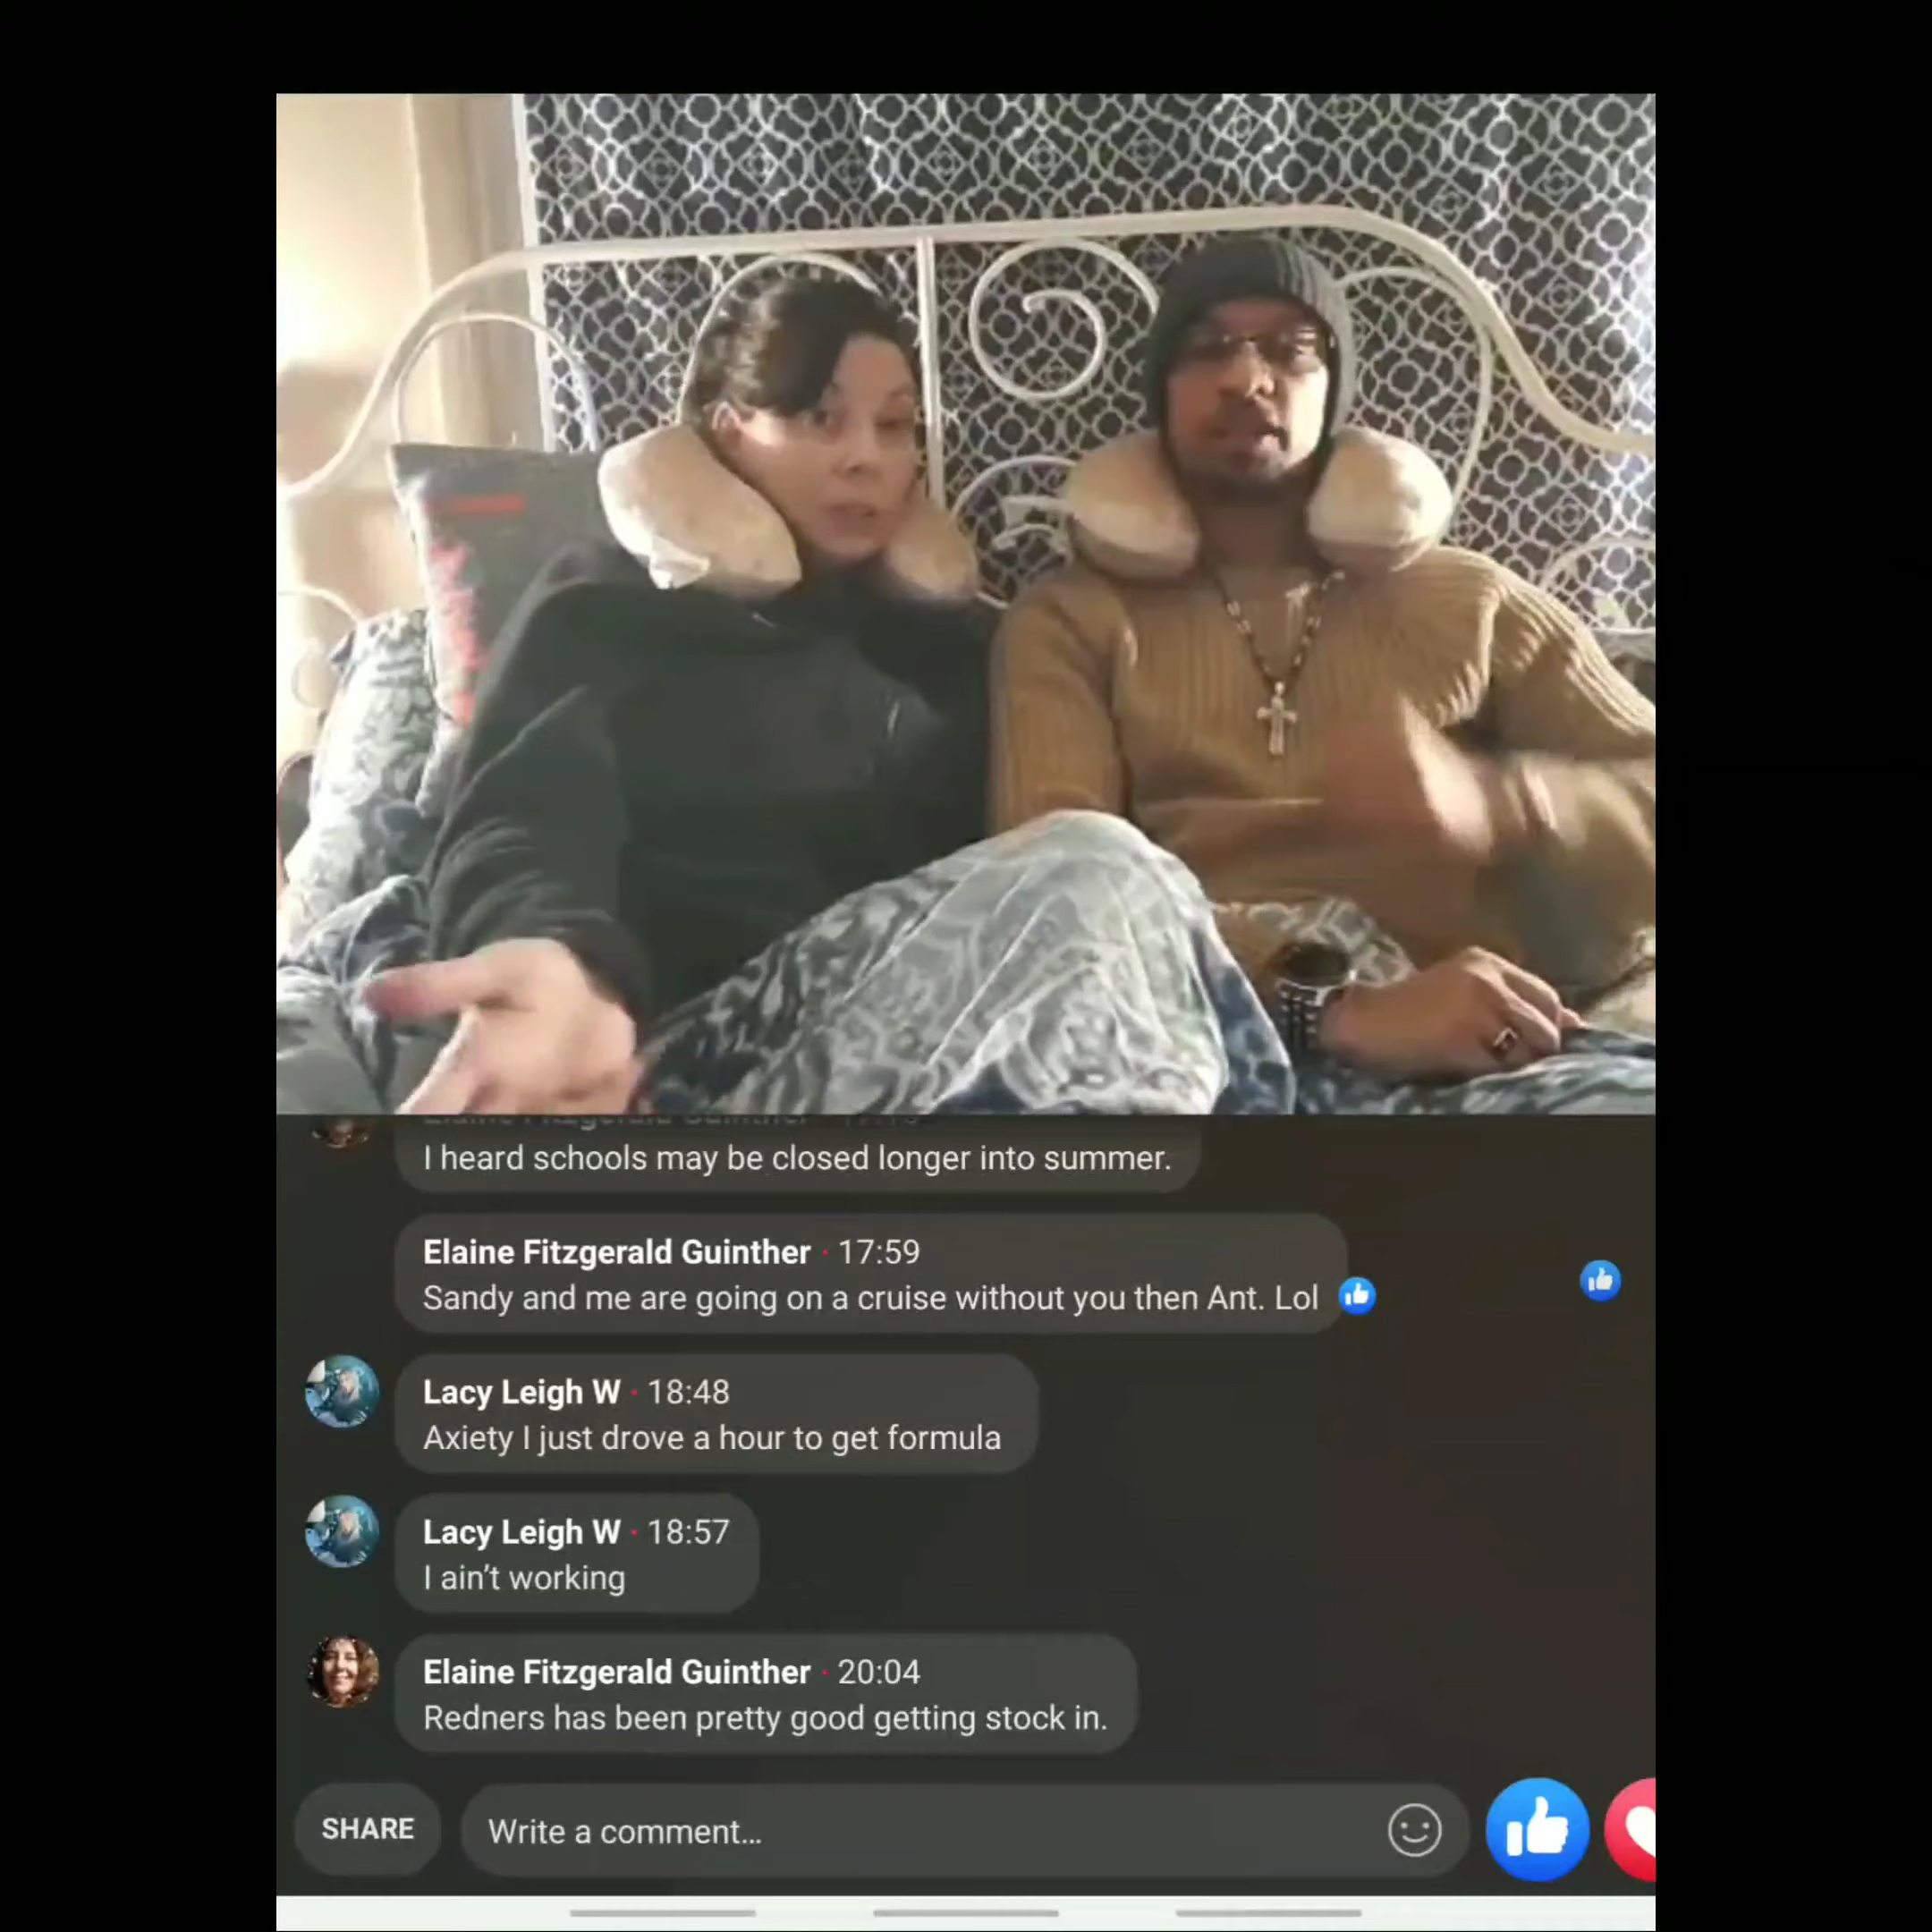 I heard schools may be closed longer into summer.
Elaine Fitzgerald Guinther · 17:59
Sandy and me are going on a cruise without you then Ant. Lol
Lacy Leigh W · 18:48
Axiety I just drove a hour to get formula
Lacy Leigh W · 18:57
I ain't working
Elaine Fitzgerald Guinther · 20:04
Redners has been pretty good getting stock in.
SHARE
Write a comment...